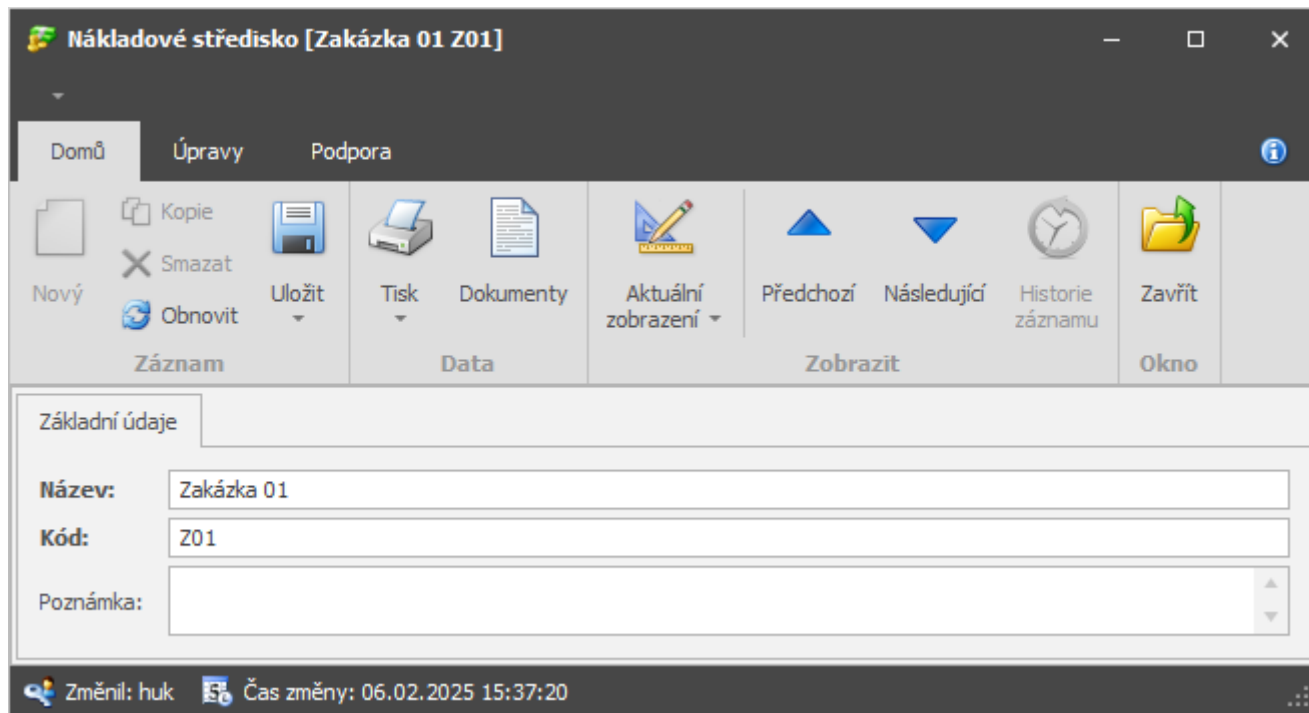 Nákladové středisko [Zakázka 01 Z01]
Domů Úpravy Podpora
Nový
Kopie
Smazat
Obnovit
Uložit
Záznam
Tisk
Dokumenty
Data
Aktuální
zobrazení
Předchozí
Následující
Historie
záznamu
Zobrazit
Zavřít
Okno
Základní údaje
Název: Zakázka 01
Kód: Z01
Poznámka:
Změnil: huk Čas změny: 06.02.2025 15:37:20